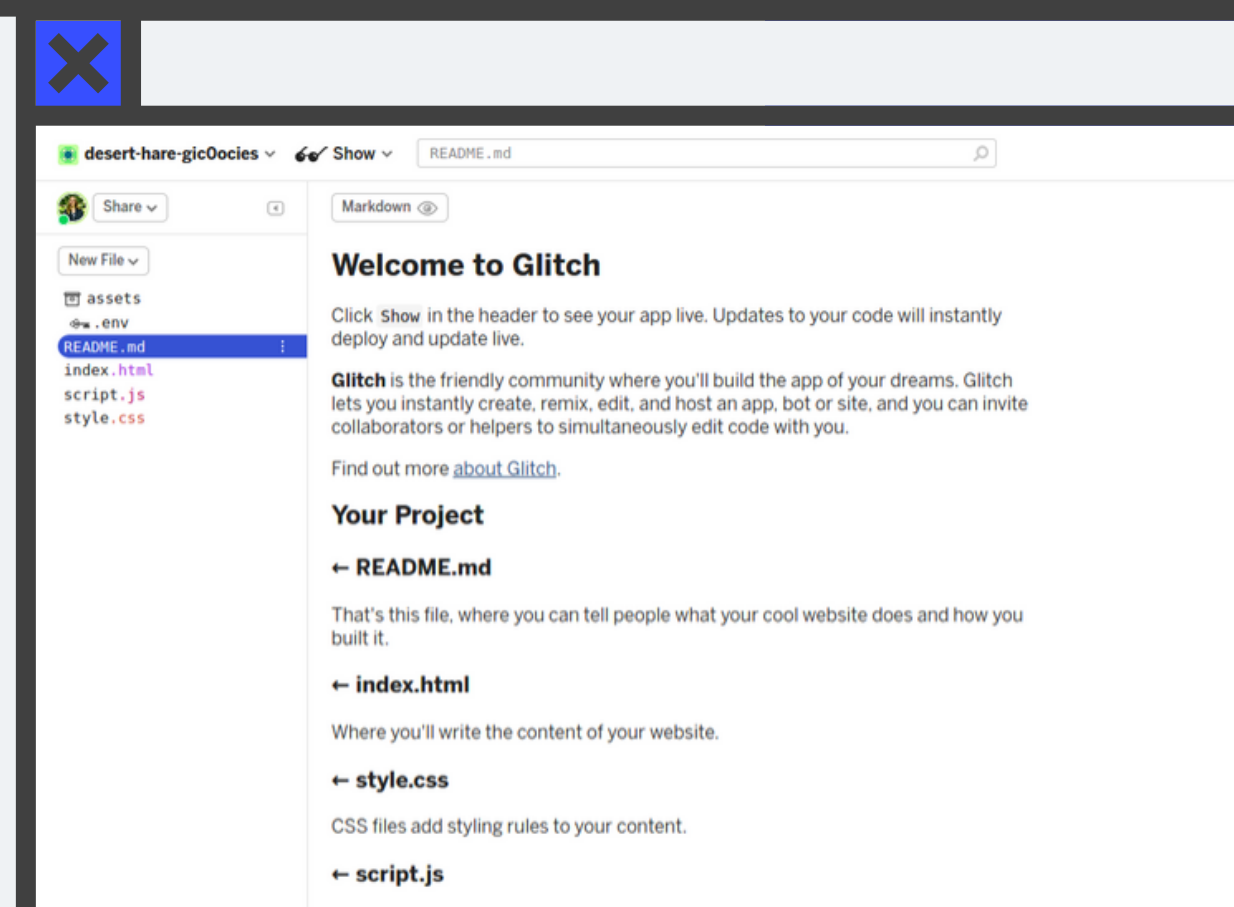 desert-hare-gic0ocies Show README.md
Share Markdown
New File
Welcome to Glitch
assets
.env
README.md
index.html
script.js
style.css
Click Show in the header to see your app live. Updates to your code will instantly
deploy and update live.
Glitch is the friendly community where you'll build the app of your dreams. Glitch
lets you instantly create, remix, edit, and host an app, bot or site, and you can invite
collaborators or helpers to simultaneously edit code with you.
Find out more about Glitch.
Your Project
← README.md
That's this file, where you can tell people what your cool website does and how you
built it.
← index.html
Where you'll write the content of your website.
← style.css
CSS files add styling rules to your content.
← script.js